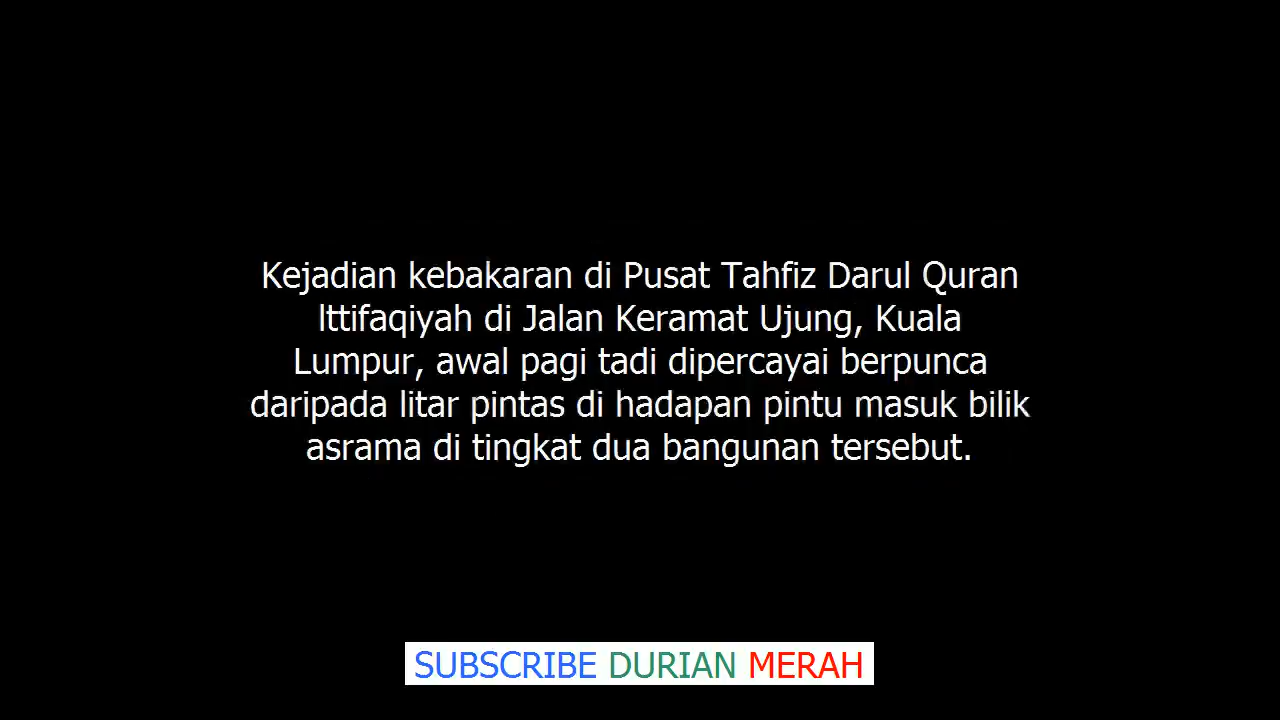 Kejadian kebakaran di Pusat Tahfiz Darul Quran
lttifaqiyah di Jalan Keramat Ujung, Kuala
Lumpur, awal pagi tadi dipercayai berpunca
daripada litar pintas di hadapan pintu masuk bilik
asrama di tingkat dua bangunan tersebut.
SUBSCRIBE DURIAN MERAH